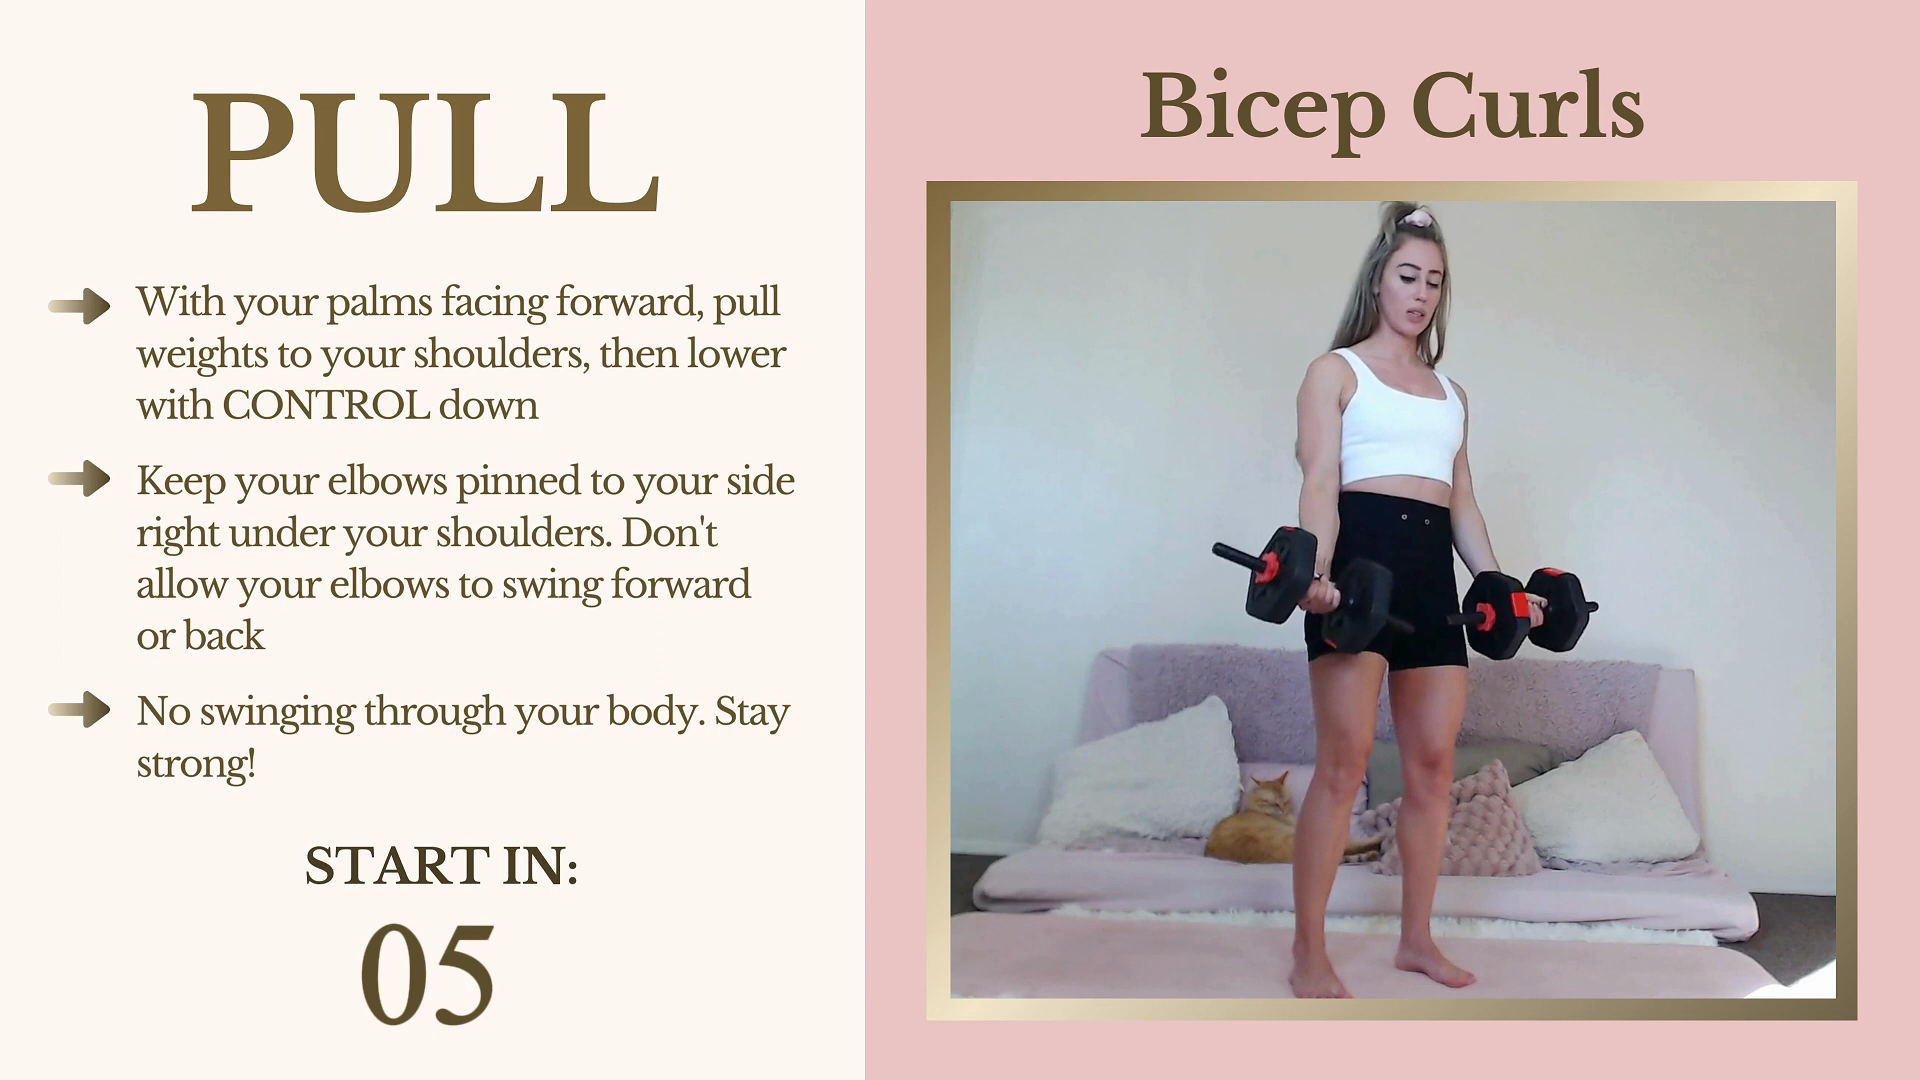 PULL
With your palms facing forward, pull
weights to your shoulders, then lower
with CONTROL down
Keep your elbows pinned to your side
right under your shoulders. Don't
allow your elbows to swing forward
or back
No swinging through your body. Stay
strong!
START IN:
05
Bicep Curls